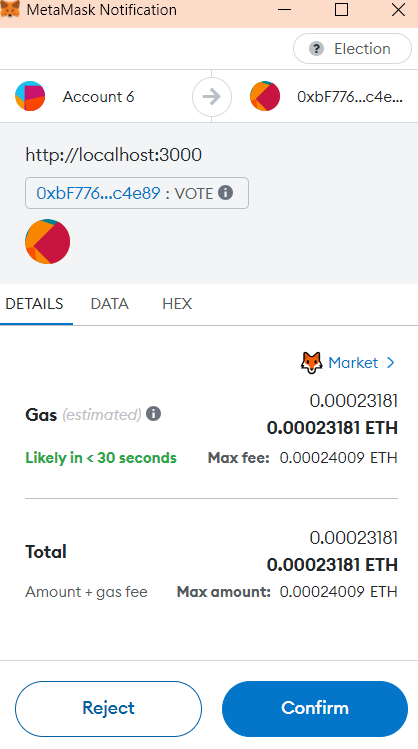 MetaMask Notification
? Election
Account 6
0xbF776...c4e...
http://localhost:3000
0xbF776...c4e89 : VOTE
DETAILS DATA HEX
Market >
0.00023181
Gas (estimated) 0.00023181 ETH
Likely in < 30 seconds Max fee: 0.00024009 ETH
0.00023181
Total 0.00023181 ETH
Amount + gas fee Max amount: 0.00024009 ETH
Reject Confirm